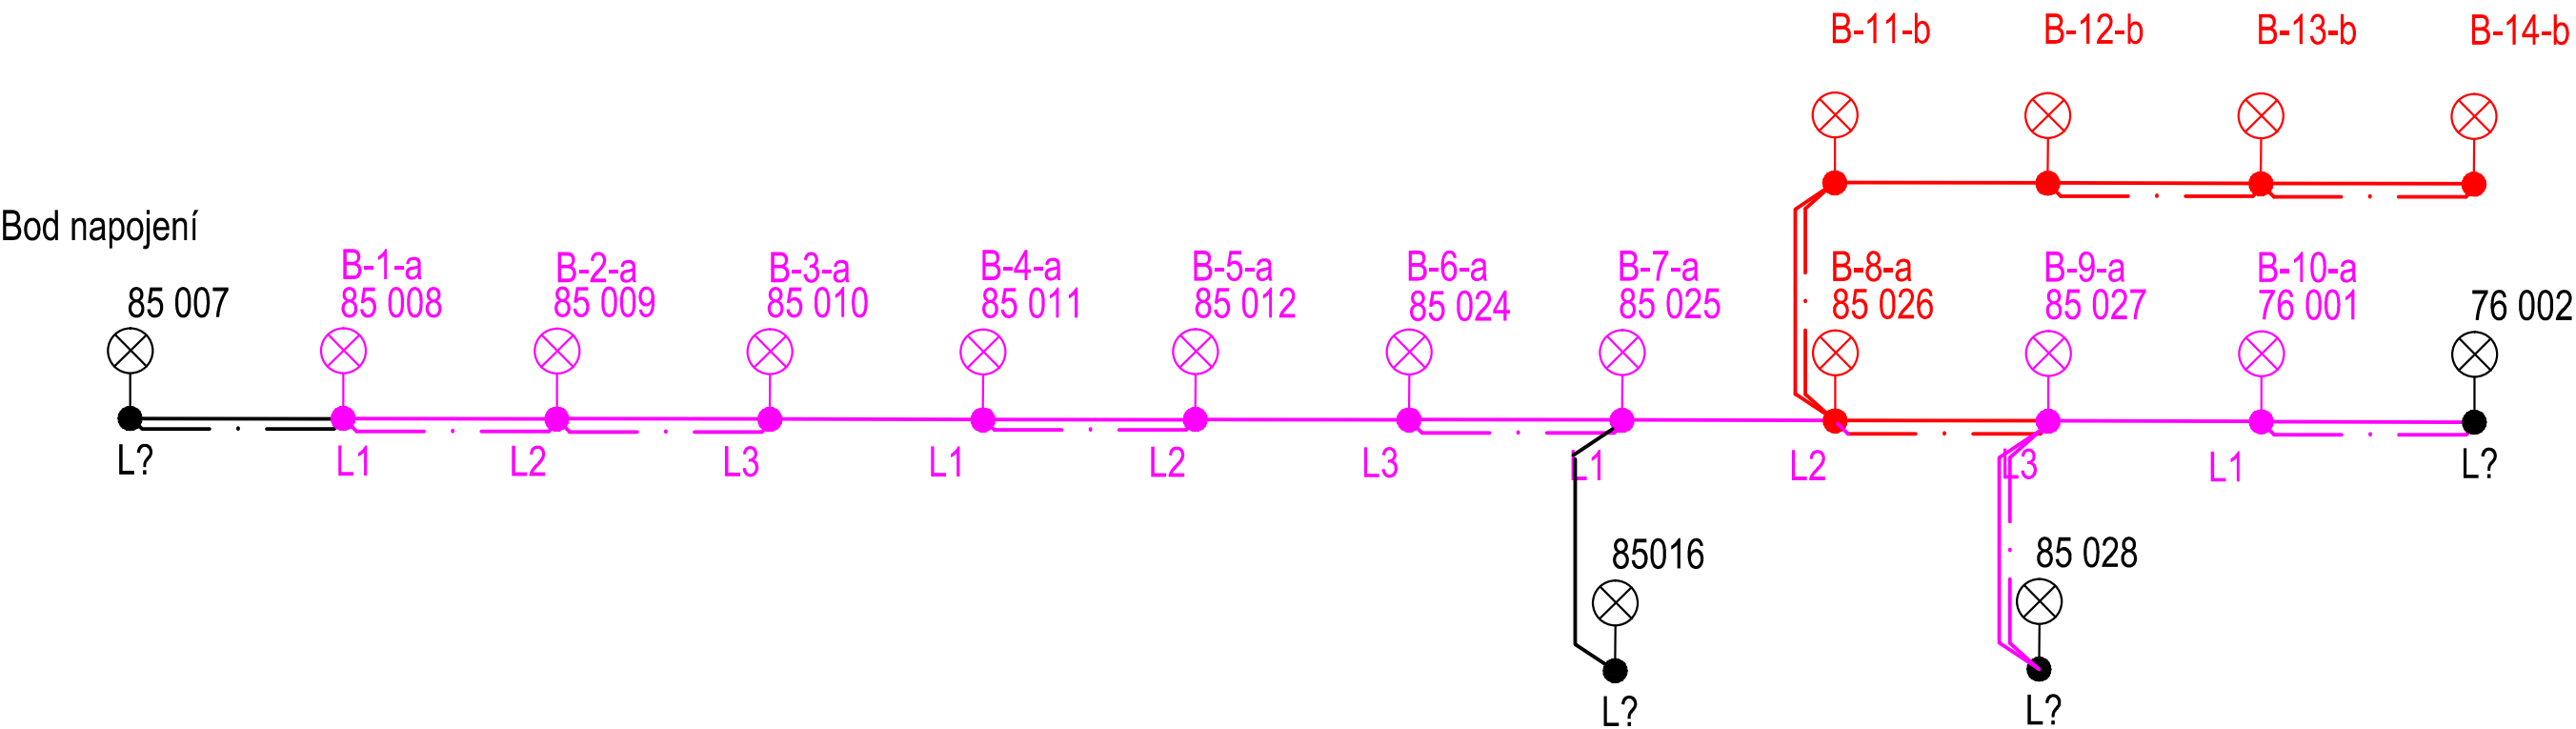 B-11-b
B-12-b
B-13-b
B-14-b
Bod napojení
85 007
B-1-a
85 008
B-2-a
85 009
B-3-a
85 010
B-4-a
85 011
B-5-a
85 012
B-6-a
85 024
B-7-a
85 025
B-8-a
85 026
B-9-a
85 027
B-10-a
76 001
76 002
L?
L1
L2
L3
L1
L2
L3
L1
L2
L3
L1
L?
85016
85 028
L?
L?